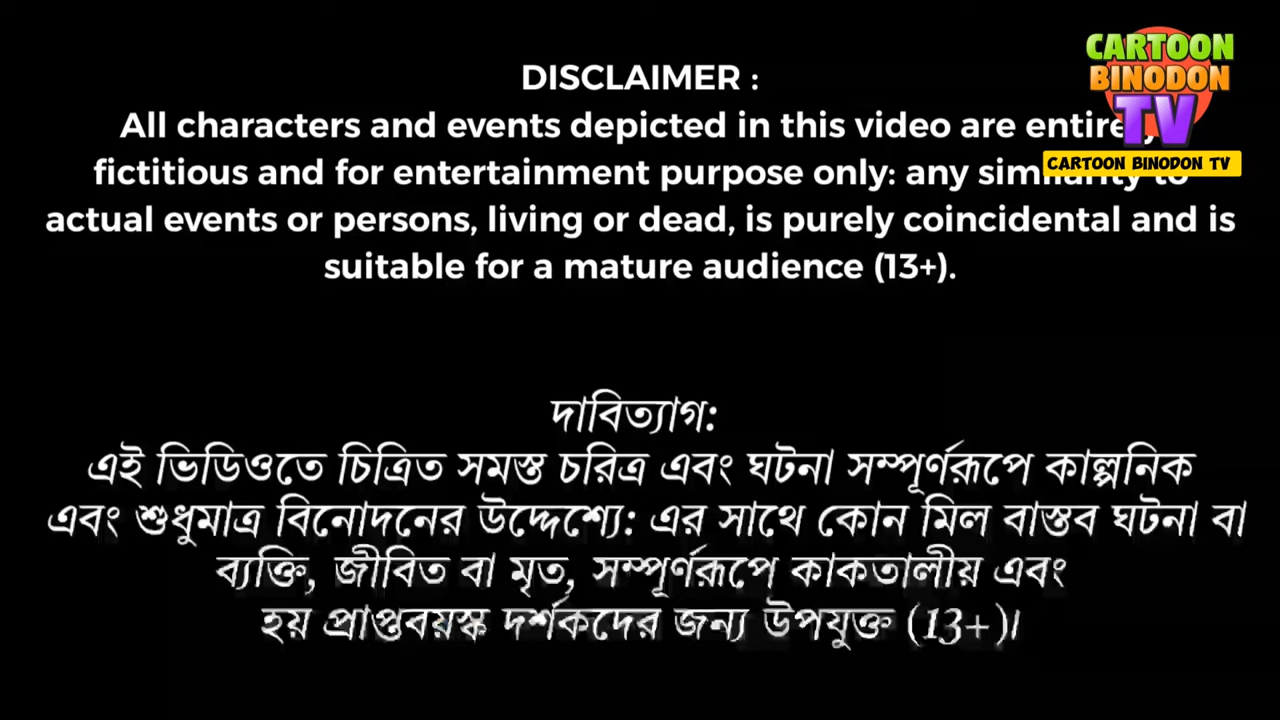 CARTOON
BINODON
TV
CARTOON BINODON TV
DISCLAIMER :
All characters and events depicted in this video are entirely
fictitious and for entertainment purpose only: any similarity to
actual events or persons, living or dead, is purely coincidental and is
suitable for a mature audience (13+).
দাবিত্যাগ:
এই ভিডিওতে চিত্রিত সমস্ত চরিত্র এবং ঘটনা সম্পূর্ণরূপে কাল্পনিক
এবং শুধুমাত্র বিনোদনের উদ্দেশ্যে: এর সাথে কোন মিল বাস্তব ঘটনা বা
ব্যক্তি, জীবিত বা মৃত, সম্পূর্ণরূপে কাকতালীয় এবং
হয় প্রাপ্তবয়স্ক দর্শকদের জন্য উপযুক্ত (13+)।